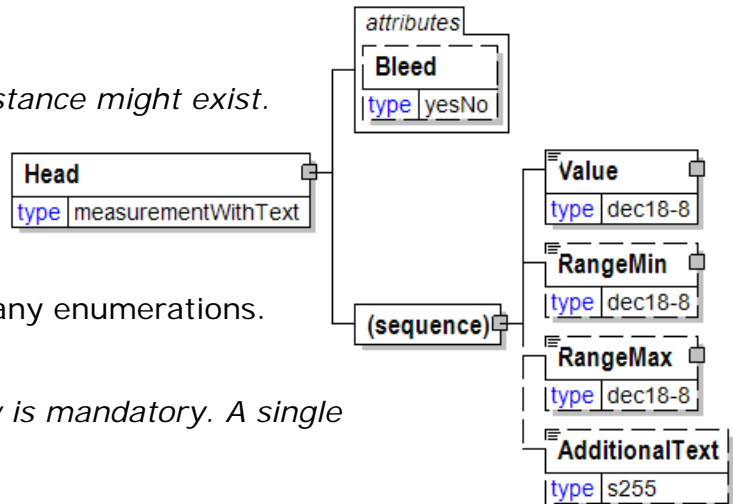 attributes
Bleed
type yesNo
stance might exist.
Head
type measurementWithText
Value
type dec18-8
RangeMin
type dec18-8
any enumerations.
(sequence)
RangeMax
type dec18-8
is mandatory. A single
AdditionalText
type s255